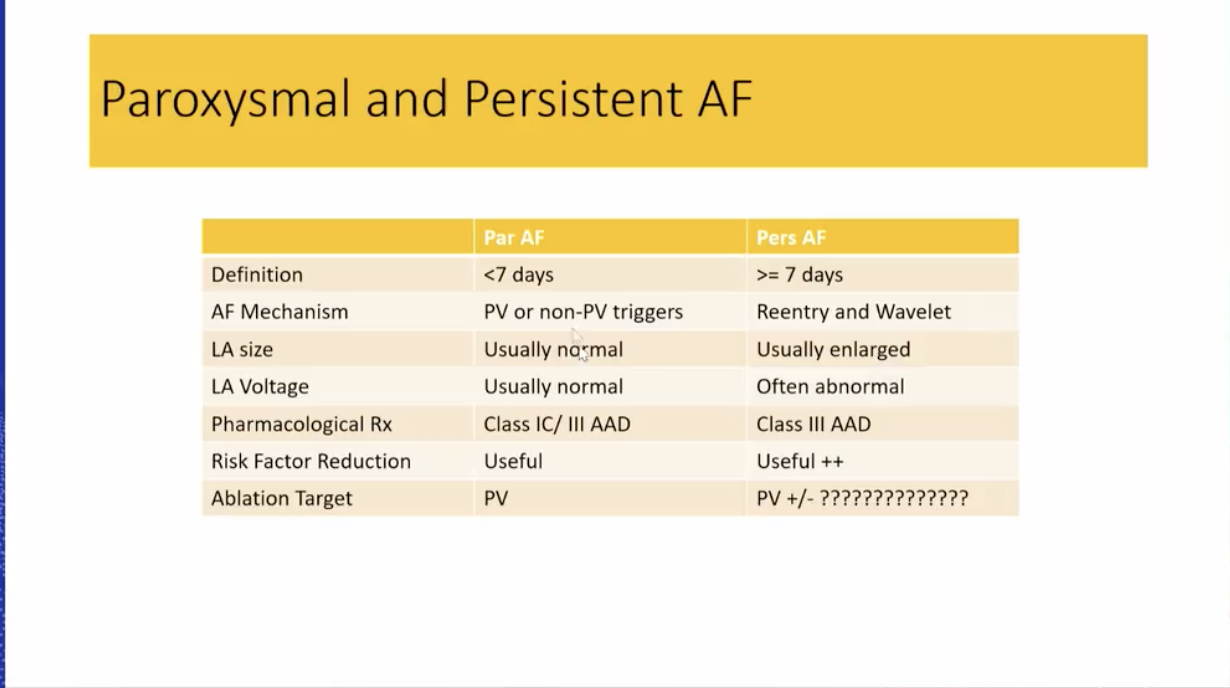 Paroxysmal and Persistent AF
Par AF Pers AF
Definition <7 days >= 7 days
AF Mechanism PV or non-PV triggers Reentry and Wavelet
LA size Usually normal Usually enlarged
LA Voltage Usually normal Often abnormal
Pharmacological Rx Class IC/ III AAD Class III AAD
Risk Factor Reduction Useful Useful ++
Ablation Target PV PV +/- ??????????????